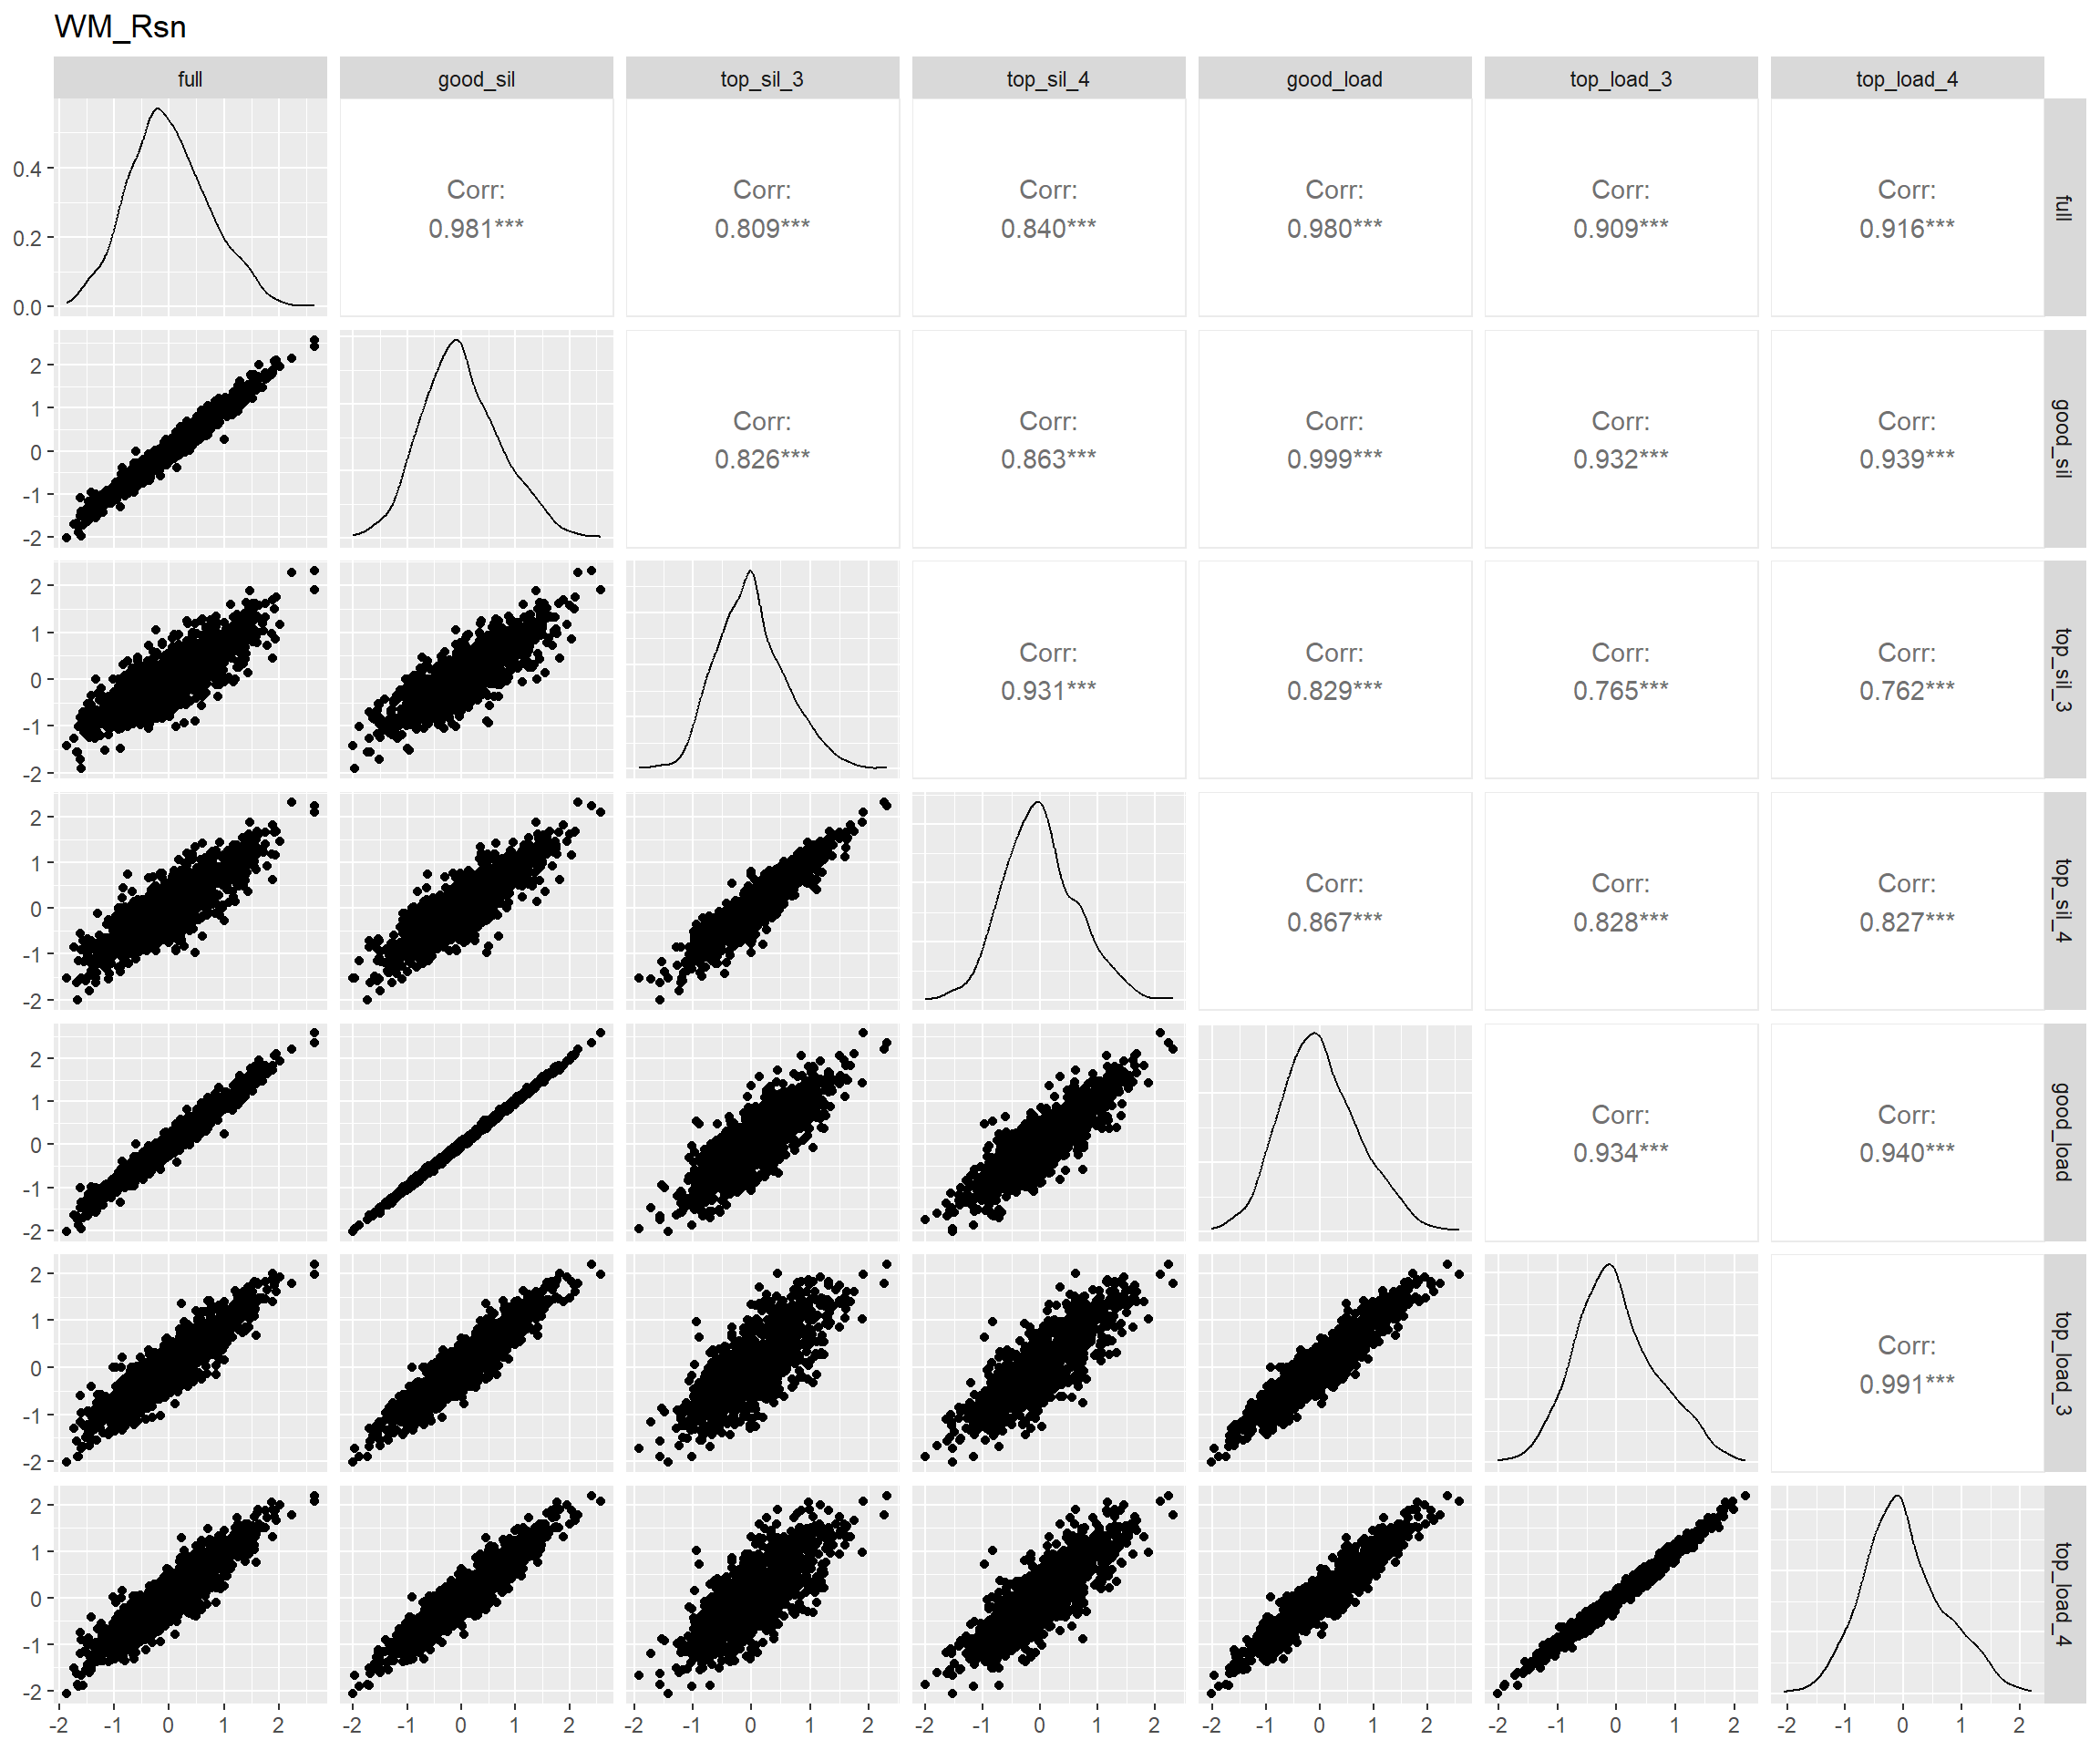 WM_Rsn
full good_sil top_sil_3 top_sil_4 good_load top_load_3 top_load_4
0.4
0.2
0.0
Corr:
0.981***
Corr:
0.809***
Corr:
0.840***
Corr:
0.980***
Corr:
0.909***
Corr:
0.916***
full
2
1
0
-1
-2
Corr:
0.826***
Corr:
0.863***
Corr:
0.999***
Corr:
0.932***
Corr:
0.939***
good_sil
2
1
0
-1
-2
Corr:
0.931***
Corr:
0.829***
Corr:
0.765***
Corr:
0.762***
top_sil_3
2
1
0
-1
-2
Corr:
0.867***
Corr:
0.828***
Corr:
0.827***
top_sil_4
2
1
0
-1
-2
Corr:
0.934***
Corr:
0.940***
good_load
2
1
0
-1
-2
Corr:
0.991***
top_load_3
2
1
0
-1
-2
top_load_4
-2 -1 0 1 2 -2 -1 0 1 2 -2 -1 0 1 2 -2 -1 0 1 2 -2 -1 0 1 2 -2 -1 0 1 2 -2 -1 0 1 2